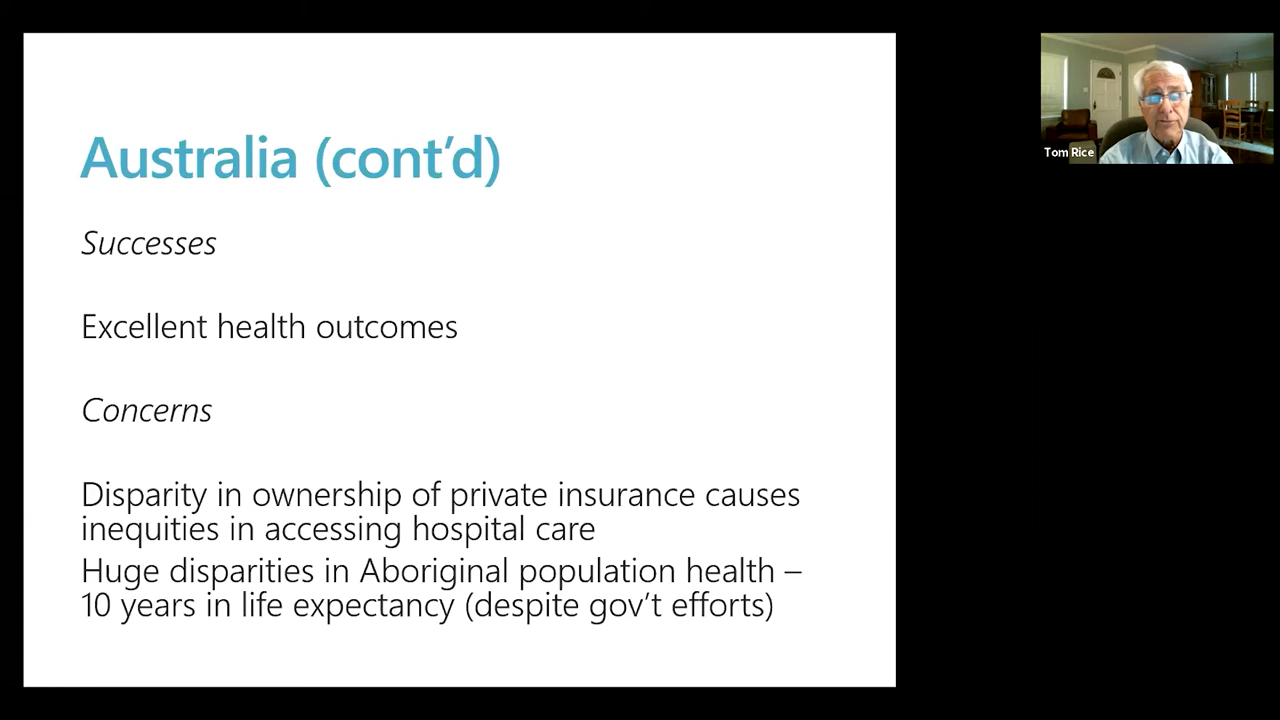 Australia (cont’d)
Successes
Excellent health outcomes
Concerns
Disparity in ownership of private insurance causes
inequities in accessing hospital care
Huge disparities in Aboriginal population health –
10 years in life expectancy (despite gov’t efforts)
Tom Rice